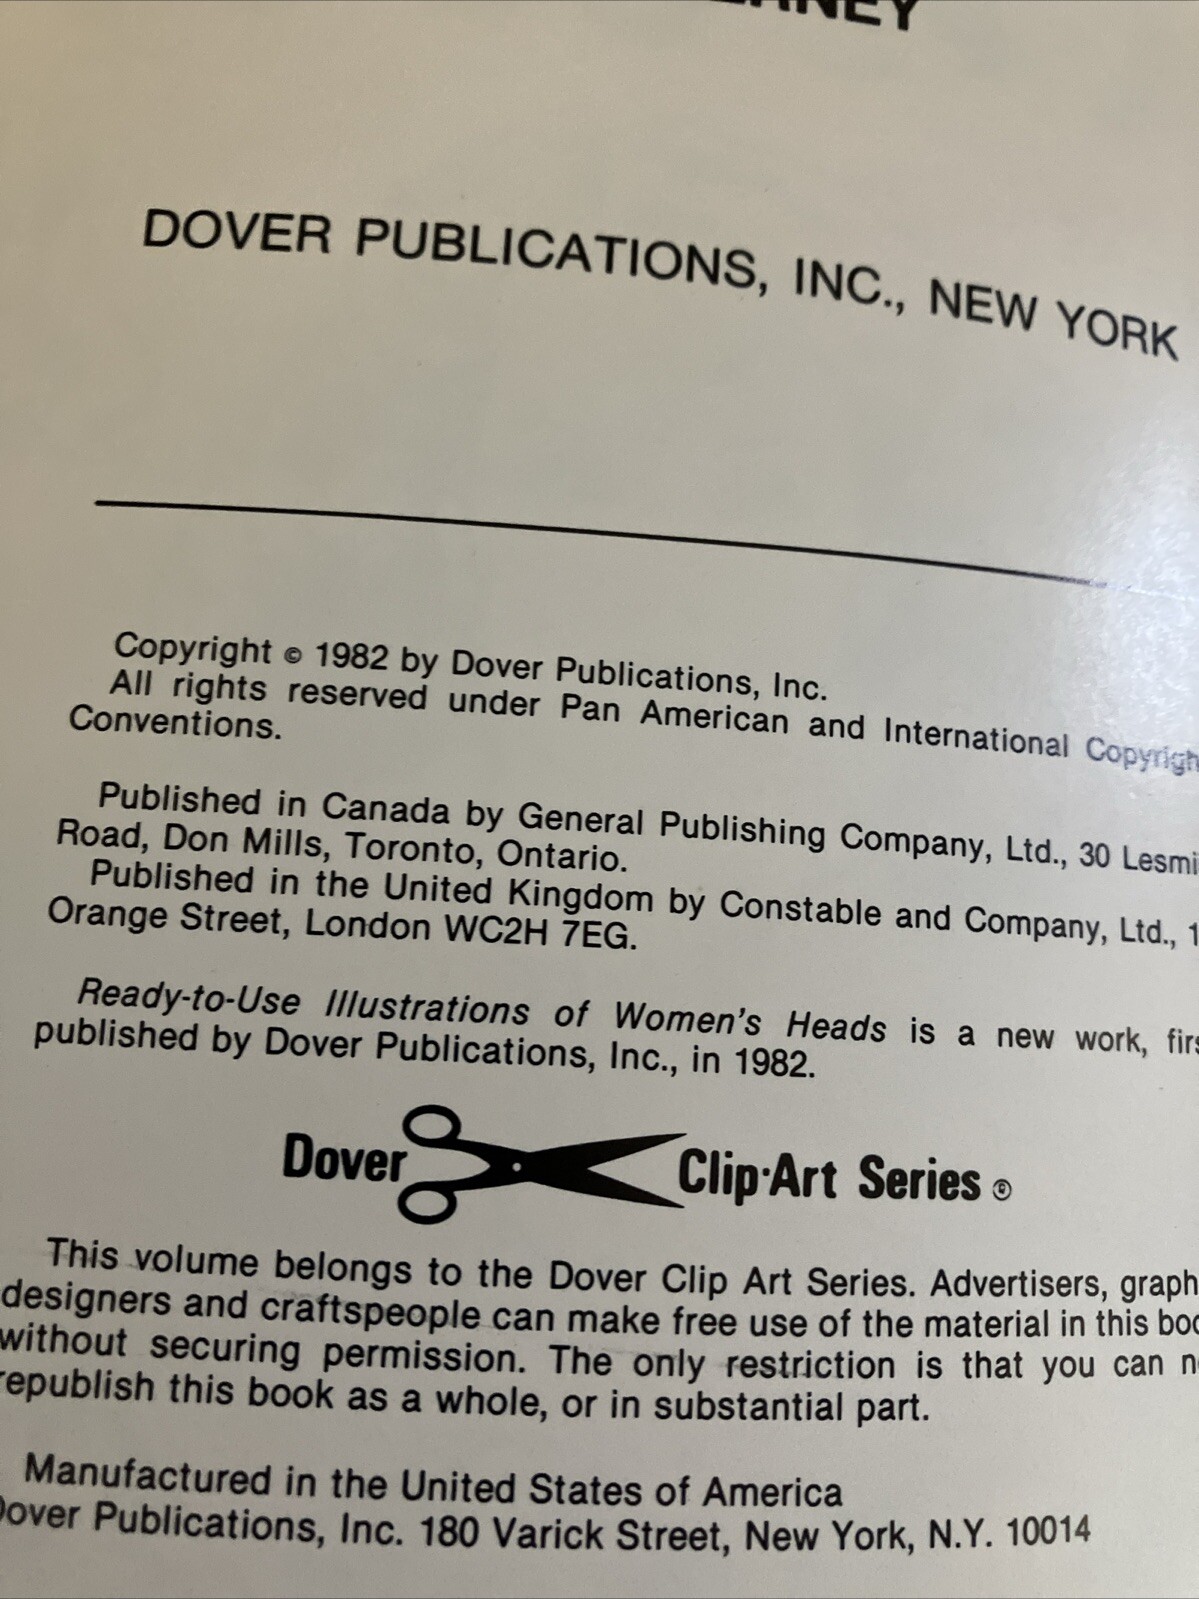 DOVER PUBLICATIONS, INC., NEW YORK
Copyright © 1982 by Dover Publications, Inc.
All rights reserved under Pan American and International Copyrigh
Conventions.
Published in Canada by General Publishing Company, Ltd., 30 Lesmi
Road, Don Mills, Toronto, Ontario.
Published in the United Kingdom by Constable and Company, Ltd., 1
Orange Street, London WC2H 7EG.
Ready-to-Use Illustrations of Women's Heads is a new work, firs
published by Dover Publications, Inc., in 1982.
Dover Clip·Art Series ®
This volume belongs to the Dover Clip Art Series. Advertisers, graph
designers and craftspeople can make free use of the material in this boo
without securing permission. The only restriction is that you can n
republish this book as a whole, or in substantial part.
Manufactured in the United States of America
Dover Publications, Inc. 180 Varick Street, New York, N.Y. 10014